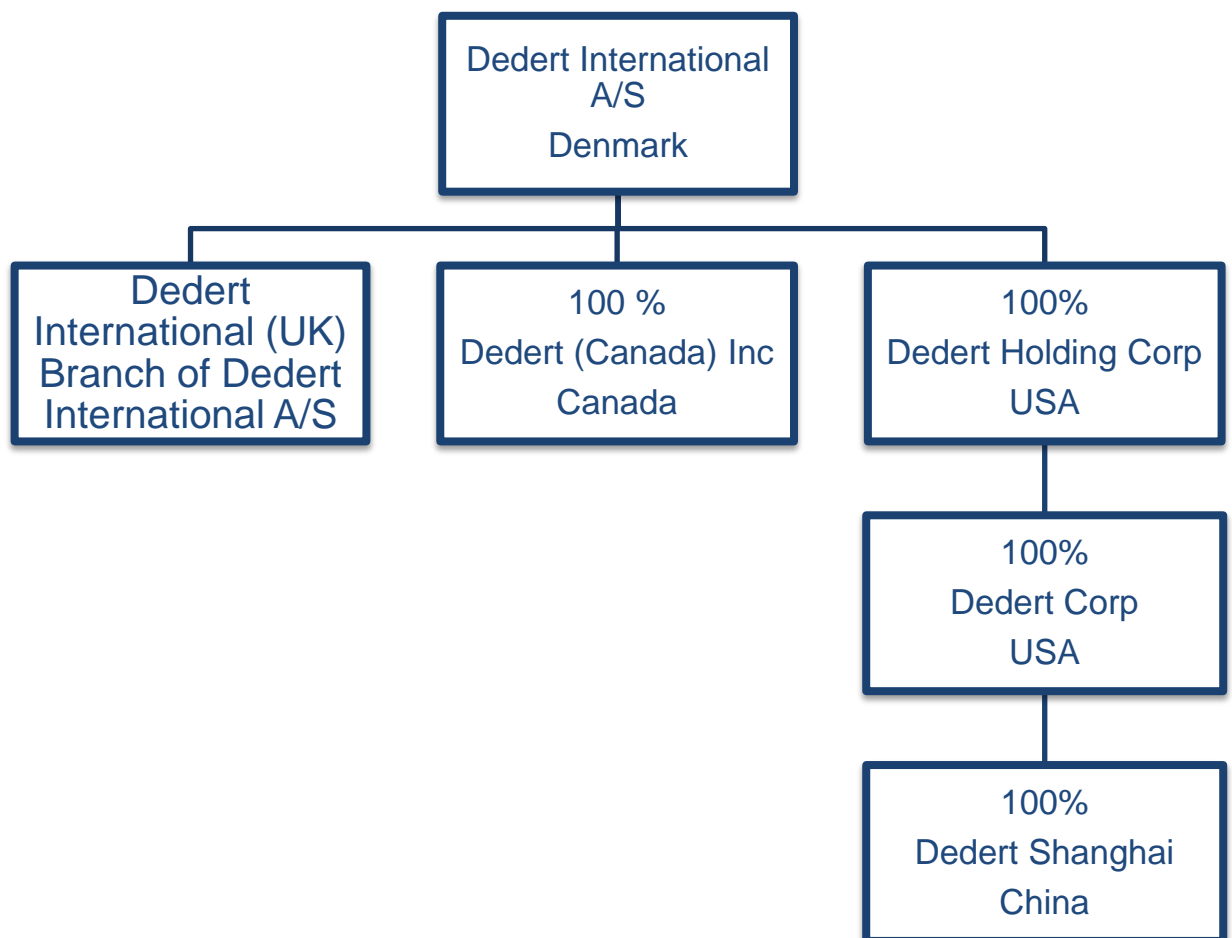 Dedert International
A/S
Denmark
Dedert
International (UK)
Branch of Dedert
International A/S
100 %
Dedert (Canada) Inc
Canada
100%
Dedert Holding Corp
USA
100%
Dedert Corp
USA
100%
Dedert Shanghai
China